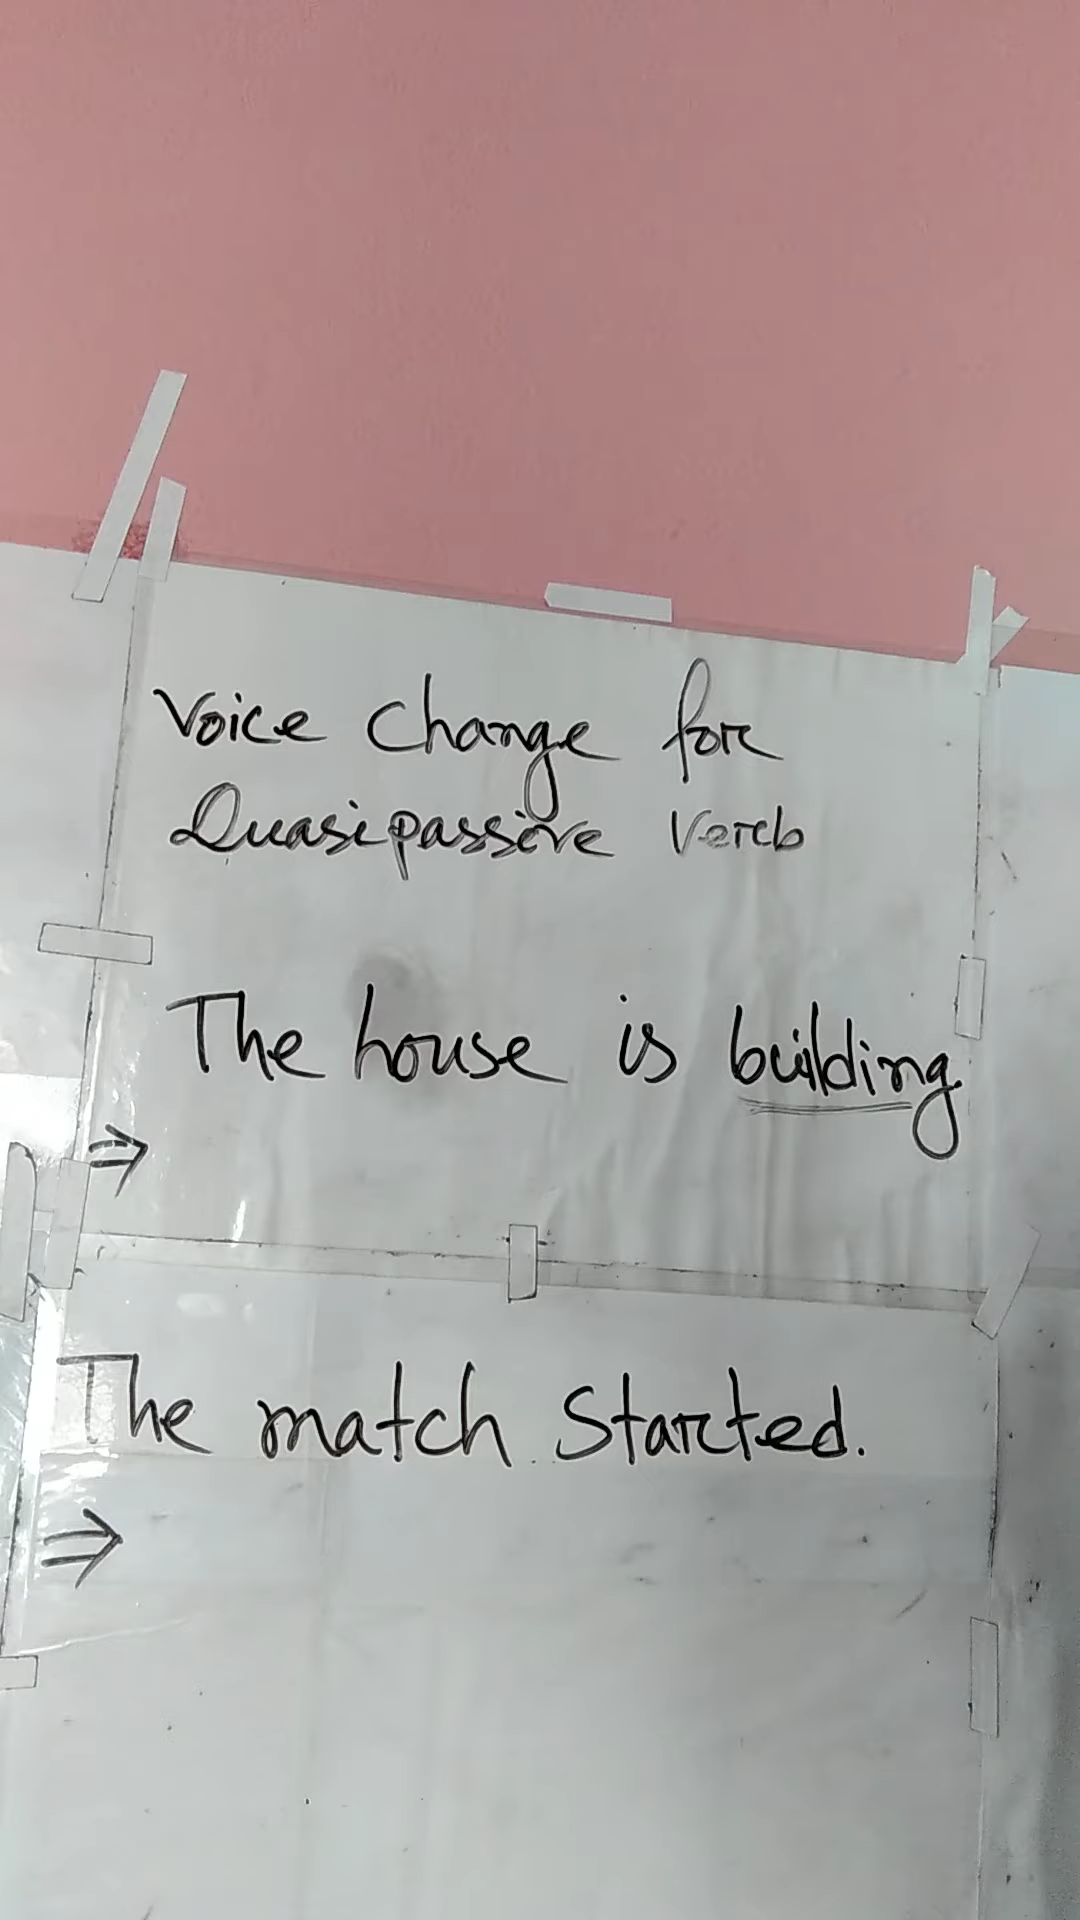 Voice Change for
Quasipassive Verb
The house is building.
⇒
The match Started.
⇒